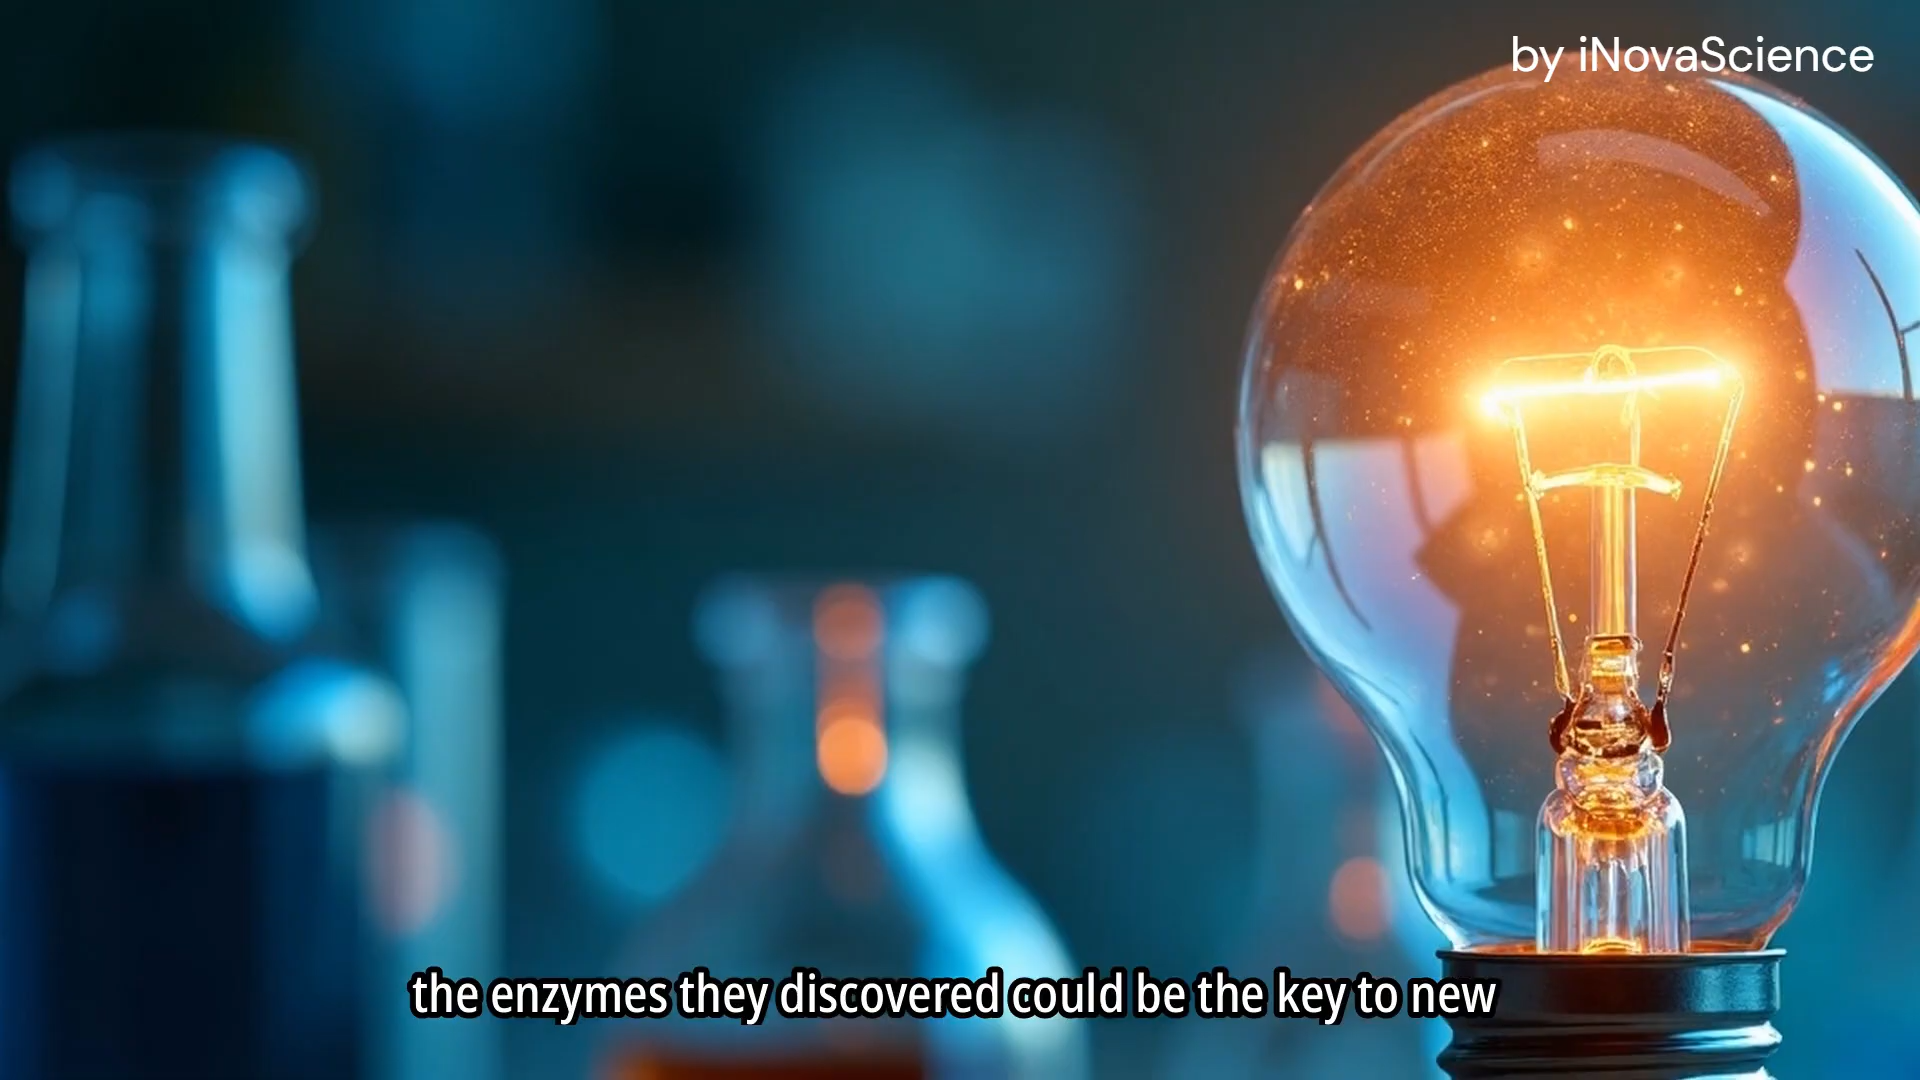 by iNovaScience
the enzymes they discovered could be the key to new